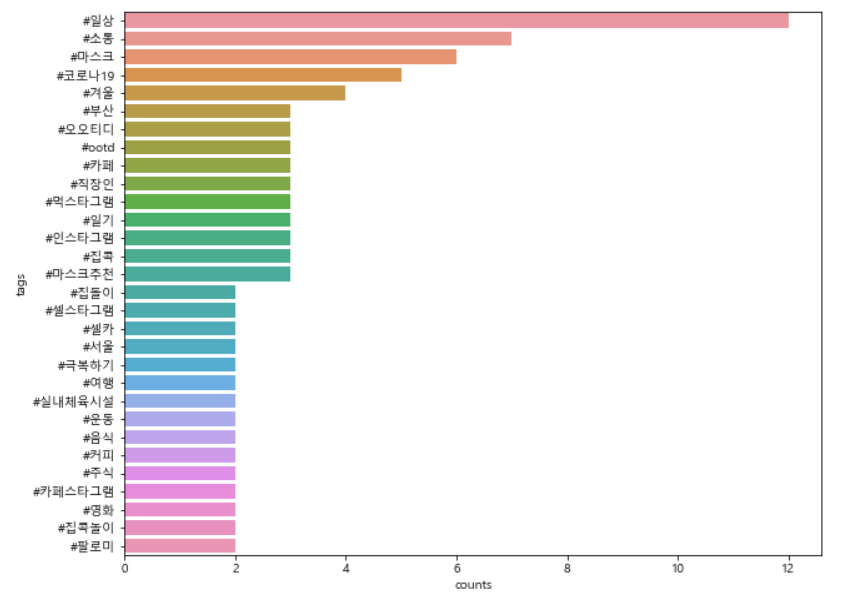 #일상
#소통
#마스크
#코로나19
#겨울
#부산
#오오티디
#ootd
#카페
#직장인
#먹스타그램
#일기
#인스타그램
#집콕
#마스크추천
#집돌이
#셀스타그램
#셀카
#서울
#극복하기
#여행
#실내체육시설
#운동
#음식
#커피
#주식
#카페스타그램
#영화
#집콕놀이
#팔로미
tags
0 2 4 6 8 10 12
counts